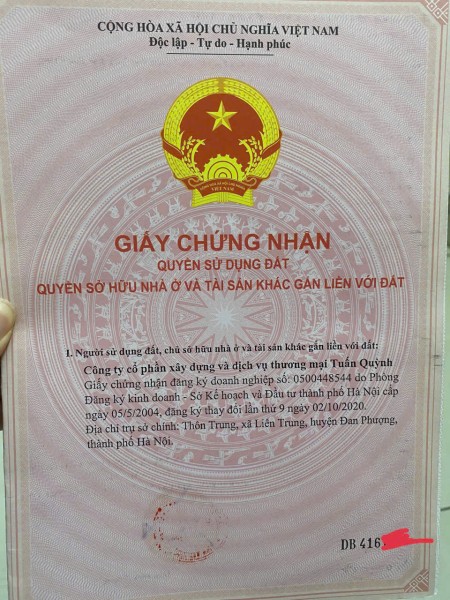 CỘNG HÒA XÃ HỘI CHỦ NGHĨA VIỆT NAM
Độc lập - Tự do - Hạnh phúc
VIỆT NAM
GIẤY CHỨNG NHẬN
QUYỀN SỬ DỤNG ĐẤT
QUYỀN SỞ HỮU NHÀ Ở VÀ TÀI SẢN KHÁC GẮN LIỀN VỚI ĐẤT
I. Người sử dụng đất, chủ sở hữu nhà ở và tài sản khác gắn liền với đất:
Công ty cổ phần xây dựng và dịch vụ thương mại Tuấn Quỳnh
Giấy chứng nhận đăng ký doanh nghiệp số: 0500448544 do Phòng
Đăng ký kinh doanh - Sở Kế hoạch và Đầu tư thành phố Hà Nội cấp
ngày 05/5/2004, đăng ký thay đổi lần thứ 9 ngày 02/10/2020.
Địa chỉ trụ sở chính: Thôn Trung, xã Liên Trung, huyện Đan Phượng,
thành phố Hà Nội.
DB 416